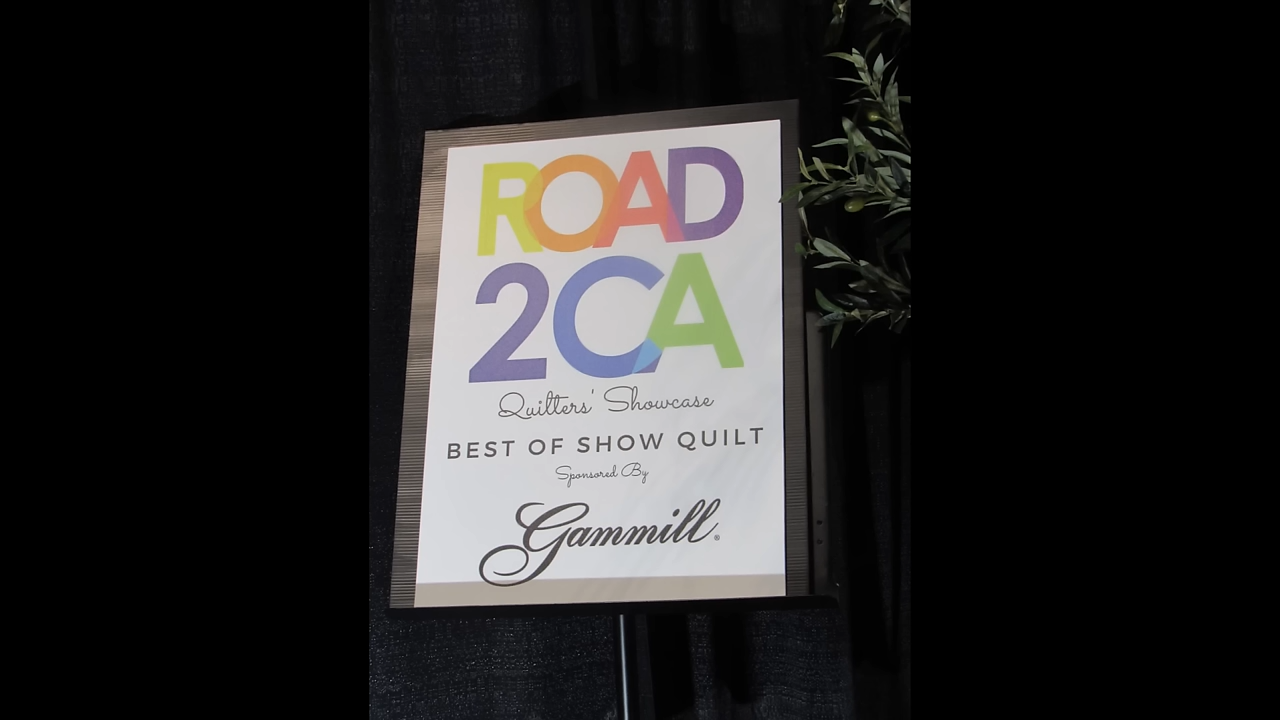 ROAD
2CA
Quilters' Showcase
BEST OF SHOW QUILT
Sponsored By
Gammill®